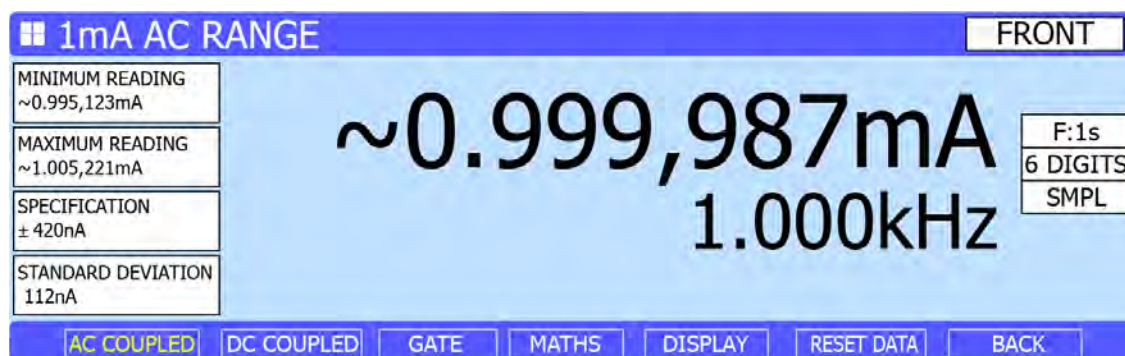 1mA AC RANGE
FRONT
MINIMUM READING
~0.995,123mA
MAXIMUM READING
~1.005,221mA
SPECIFICATION
± 420nA
STANDARD DEVIATION
112nA
~0.999,987mA
1.000kHz
F:1s
6 DIGITS
SMPL
AC COUPLED DC COUPLED GATE MATHS DISPLAY RESET DATA BACK